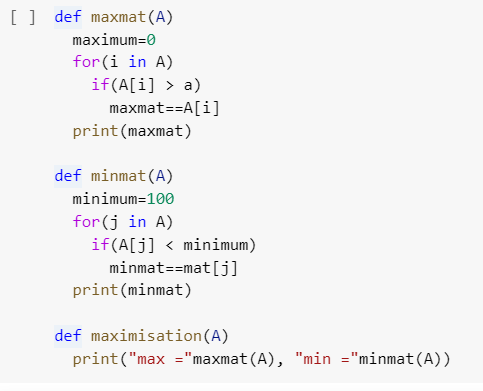 [ ] def maxmat(A)
  maximum=0
  for(i in A)
    if(A[i] > a)
      maxmat==A[i]
  print(maxmat)

def minmat(A)
  minimum=100
  for(j in A)
    if(A[j] < minimum)
      minmat==mat[j]
  print(minmat)

def maximisation(A)
  print("max ="maxmat(A), "min ="minmat(A))